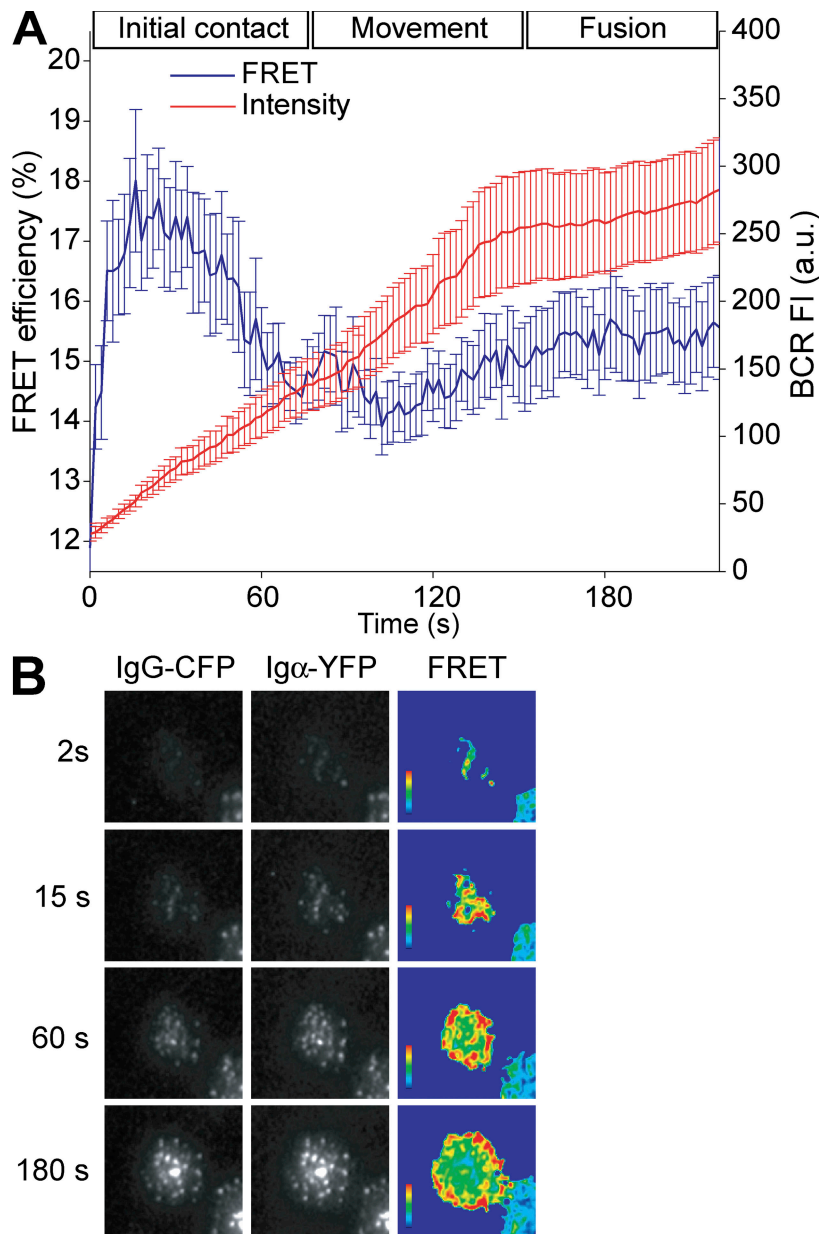 A
Initial contact
Movement
Fusion
FRET
Intensity
FRET efficiency (%)
20
19
18
17
16
15
14
13
12
BCR FI (a.u.)
400
350
300
250
200
150
100
50
0
0
60
120
180
Time (s)
B
IgG-CFP
Igα-YFP
FRET
2s
15 s
60 s
180 s